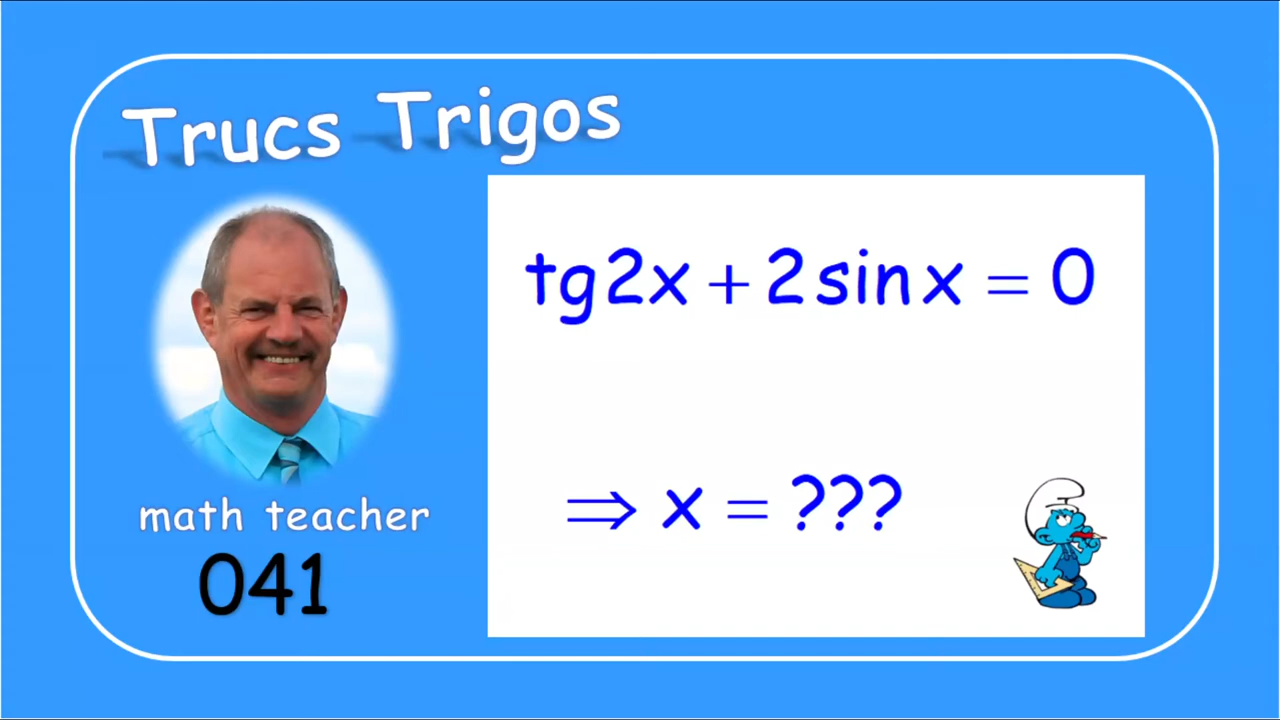 Trucs Trigos
tg2x + 2sinx = 0
⇒ x = ???
math teacher
041